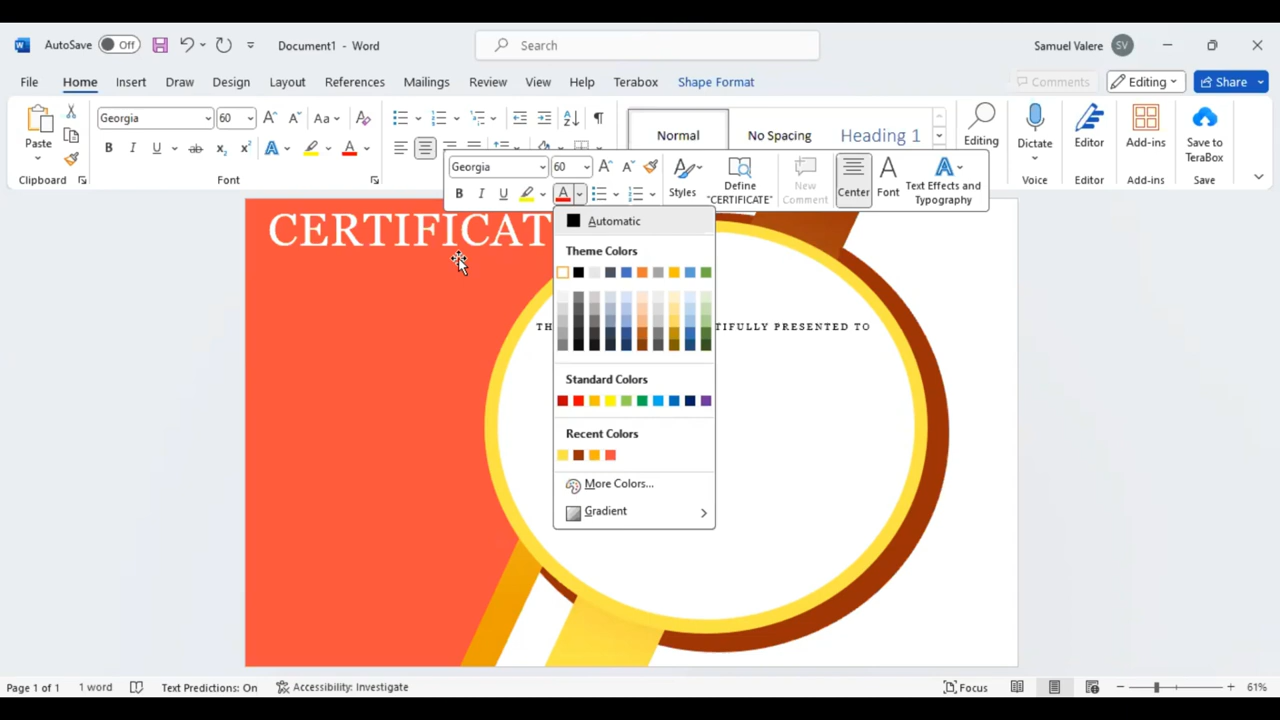 AutoSave Off Document1 - Word Search Samuel Valere SV
File Home Insert Draw Design Layout References Mailings Review View Help Terabox Shape Format Comments Editing Share
Paste Georgia 60 Aa Normal No Spacing Heading 1 Editing Dictate Editor Add-ins Save to TeraBox
Clipboard Font Voice Editor Add-ins Save
Georgia 60 Styles Define "CERTIFICATE" New Comment Center Font Text Effects and Typography
CERTIFICAT
Automatic
Theme Colors
TH TIFULLY PRESENTED TO
Standard Colors
Recent Colors
More Colors...
Gradient
Page 1 of 1 1 word Text Predictions: On Accessibility: Investigate Focus 61%